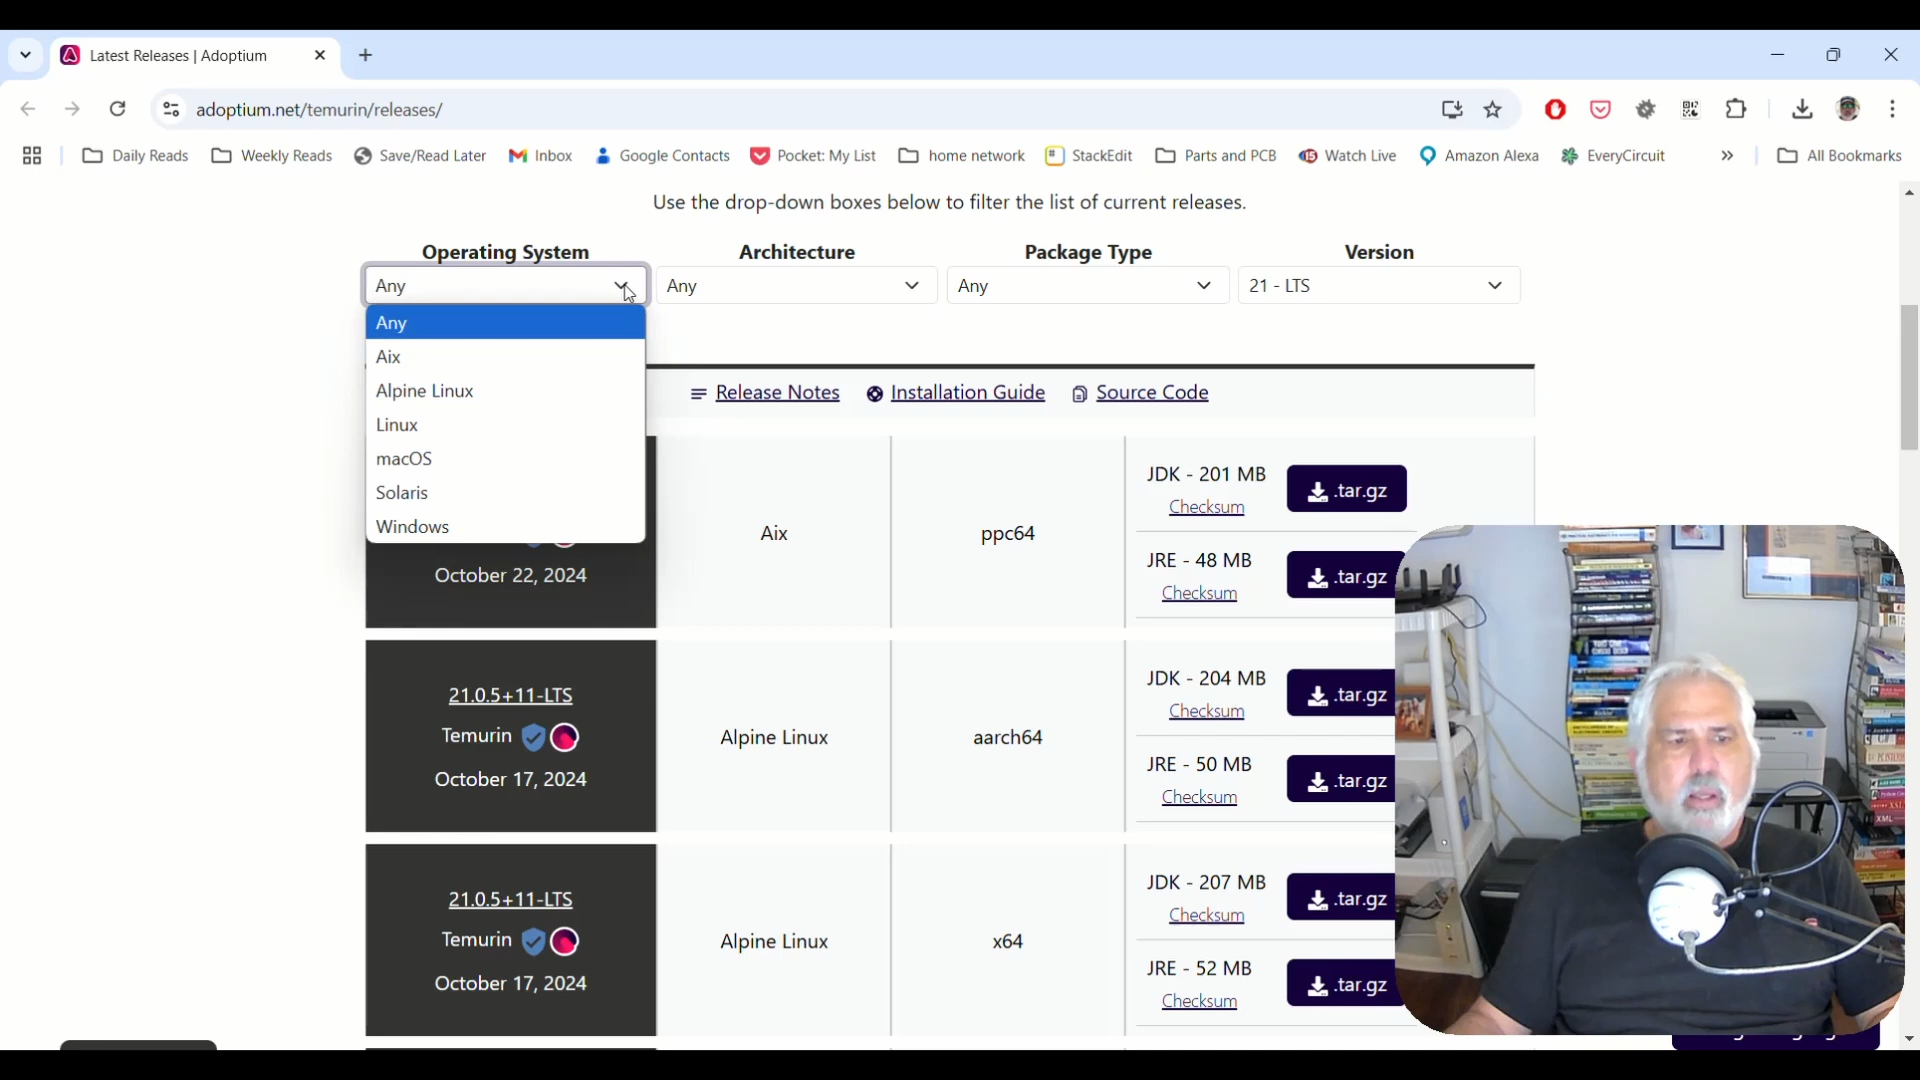 Latest Releases | Adoptium
adoptium.net/temurin/releases/
Daily Reads
Weekly Reads
Save/Read Later
Inbox
Google Contacts
Pocket: My List
home network
StackEdit
Parts and PCB
Watch Live
Amazon Alexa
EveryCircuit
»
All Bookmarks
Use the drop-down boxes below to filter the list of current releases.
Operating System
Architecture
Package Type
Version
Any
Any
Any
21 - LTS
Any
Aix
Alpine Linux
Linux
macOS
Solaris
Windows
Release Notes
Installation Guide
Source Code
October 22, 2024
Aix
ppc64
JDK - 201 MB
Checksum
.tar.gz
JRE - 48 MB
Checksum
.tar.gz
21.0.5+11-LTS
Temurin
October 17, 2024
Alpine Linux
aarch64
JDK - 204 MB
Checksum
.tar.gz
JRE - 50 MB
Checksum
.tar.gz
21.0.5+11-LTS
Temurin
October 17, 2024
Alpine Linux
x64
JDK - 207 MB
Checksum
.tar.gz
JRE - 52 MB
Checksum
.tar.gz
XML